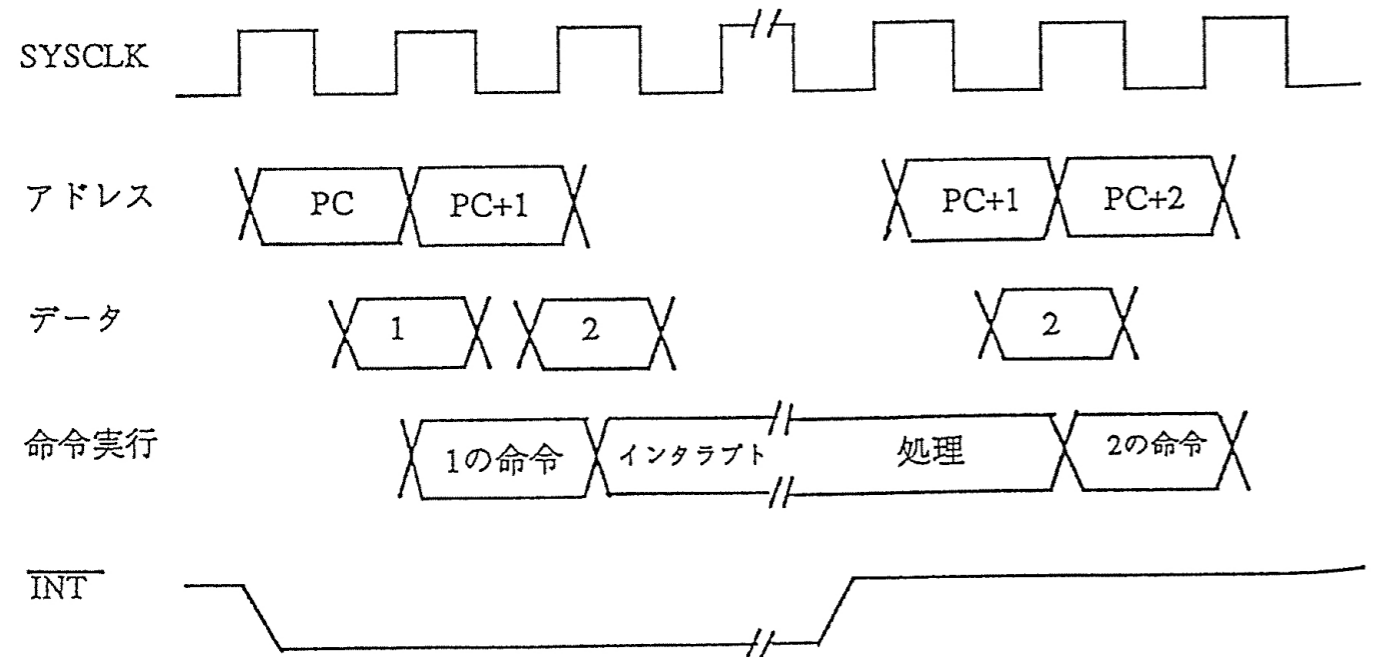 SYSCLK
アドレス PC PC+1 PC+1 PC+2
データ 1 2 2
命令実行 1の命令 インタラプト 処理 2の命令
INT